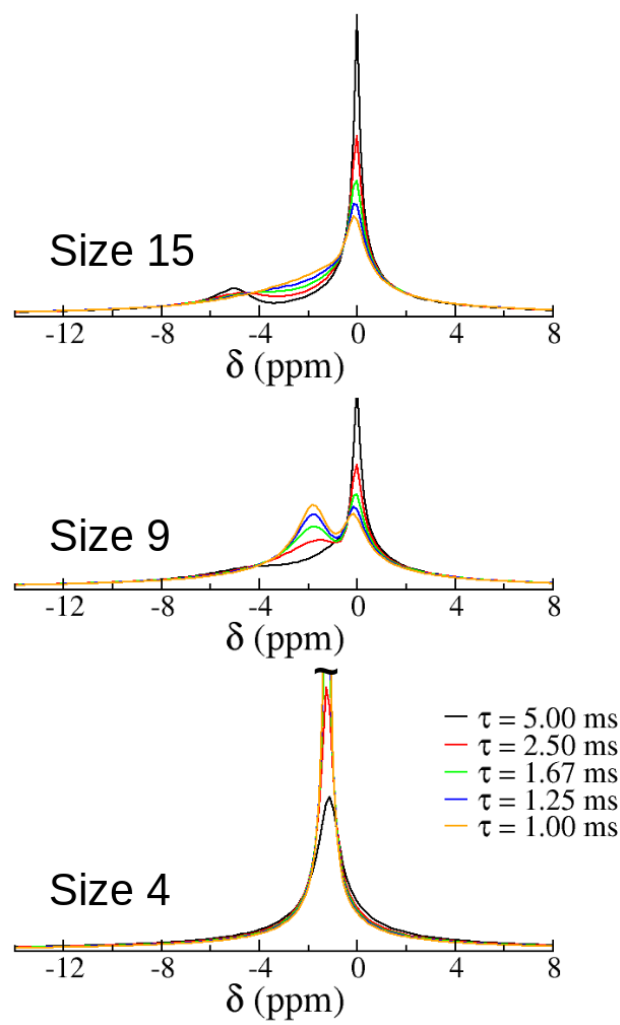 Size 15
-12 -8 -4 0 4 8
δ (ppm)
Size 9
-12 -8 -4 0 4 8
δ (ppm)
τ = 5.00 ms
τ = 2.50 ms
τ = 1.67 ms
τ = 1.25 ms
τ = 1.00 ms
Size 4
-12 -8 -4 0 4 8
δ (ppm)